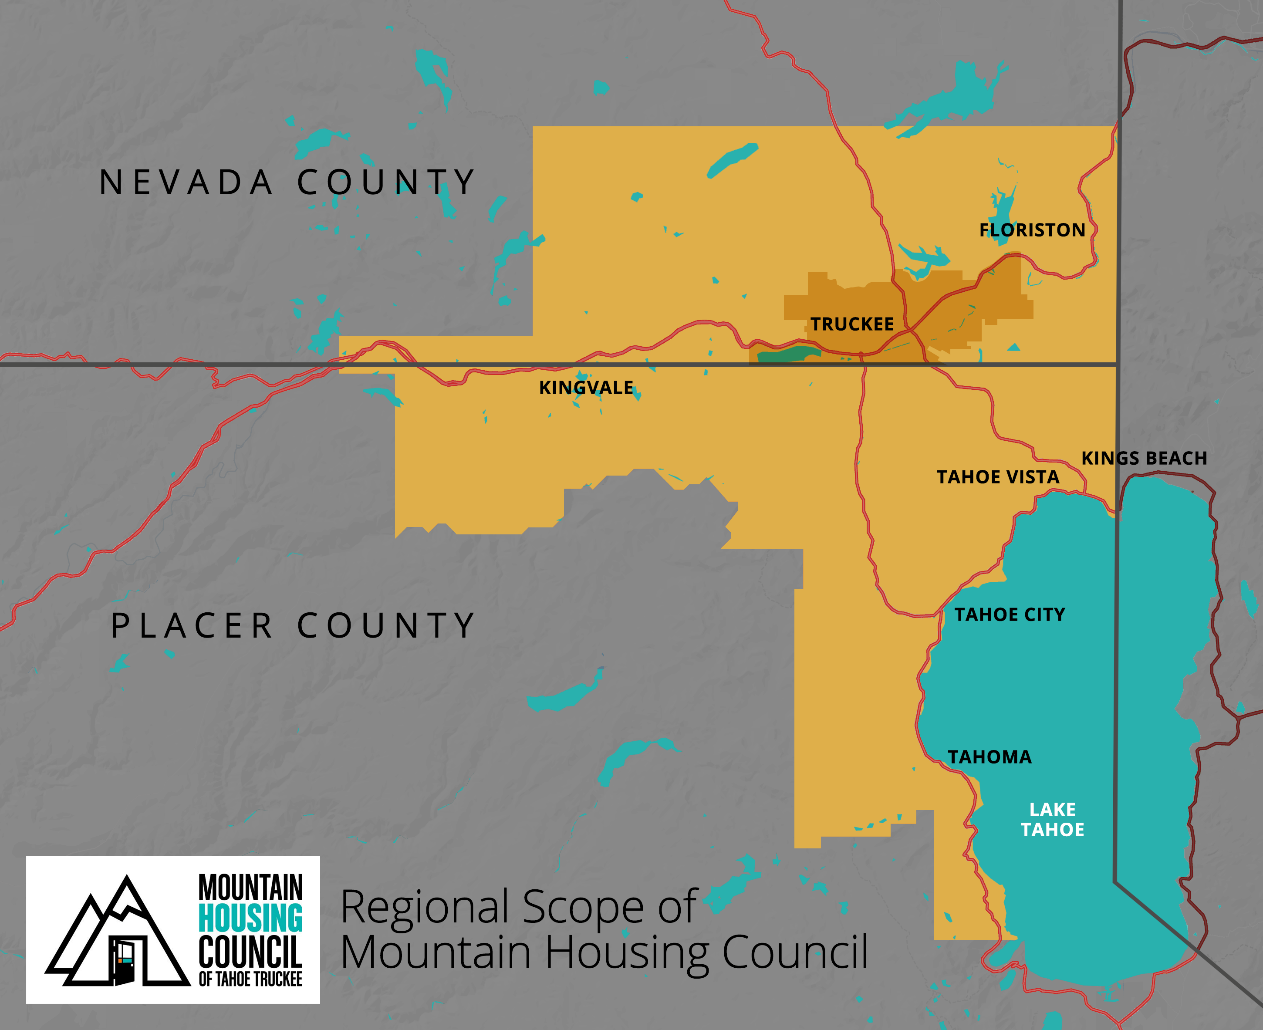 NEVADA COUNTY
FLORISTON
TRUCKEE
KINGVALE
KINGS BEACH
TAHOE VISTA
TAHOE CITY
PLACER COUNTY
TAHOMA
LAKE
TAHOE
MOUNTAIN
HOUSING
COUNCIL
OF TAHOE TRUCKEE
Regional Scope of
Mountain Housing Council